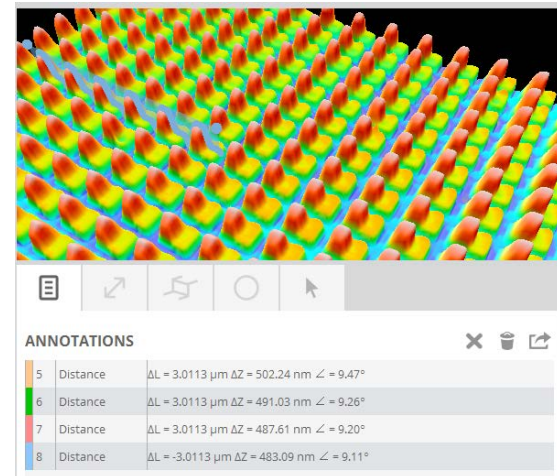 ANNOTATIONS
5 Distance ΔL = 3.0113 µm ΔZ = 502.24 nm ∠ = 9.47°
6 Distance ΔL = 3.0113 µm ΔZ = 491.03 nm ∠ = 9.26°
7 Distance ΔL = 3.0113 µm ΔZ = 487.61 nm ∠ = 9.20°
8 Distance ΔL = -3.0113 µm ΔZ = 483.09 nm ∠ = 9.11°